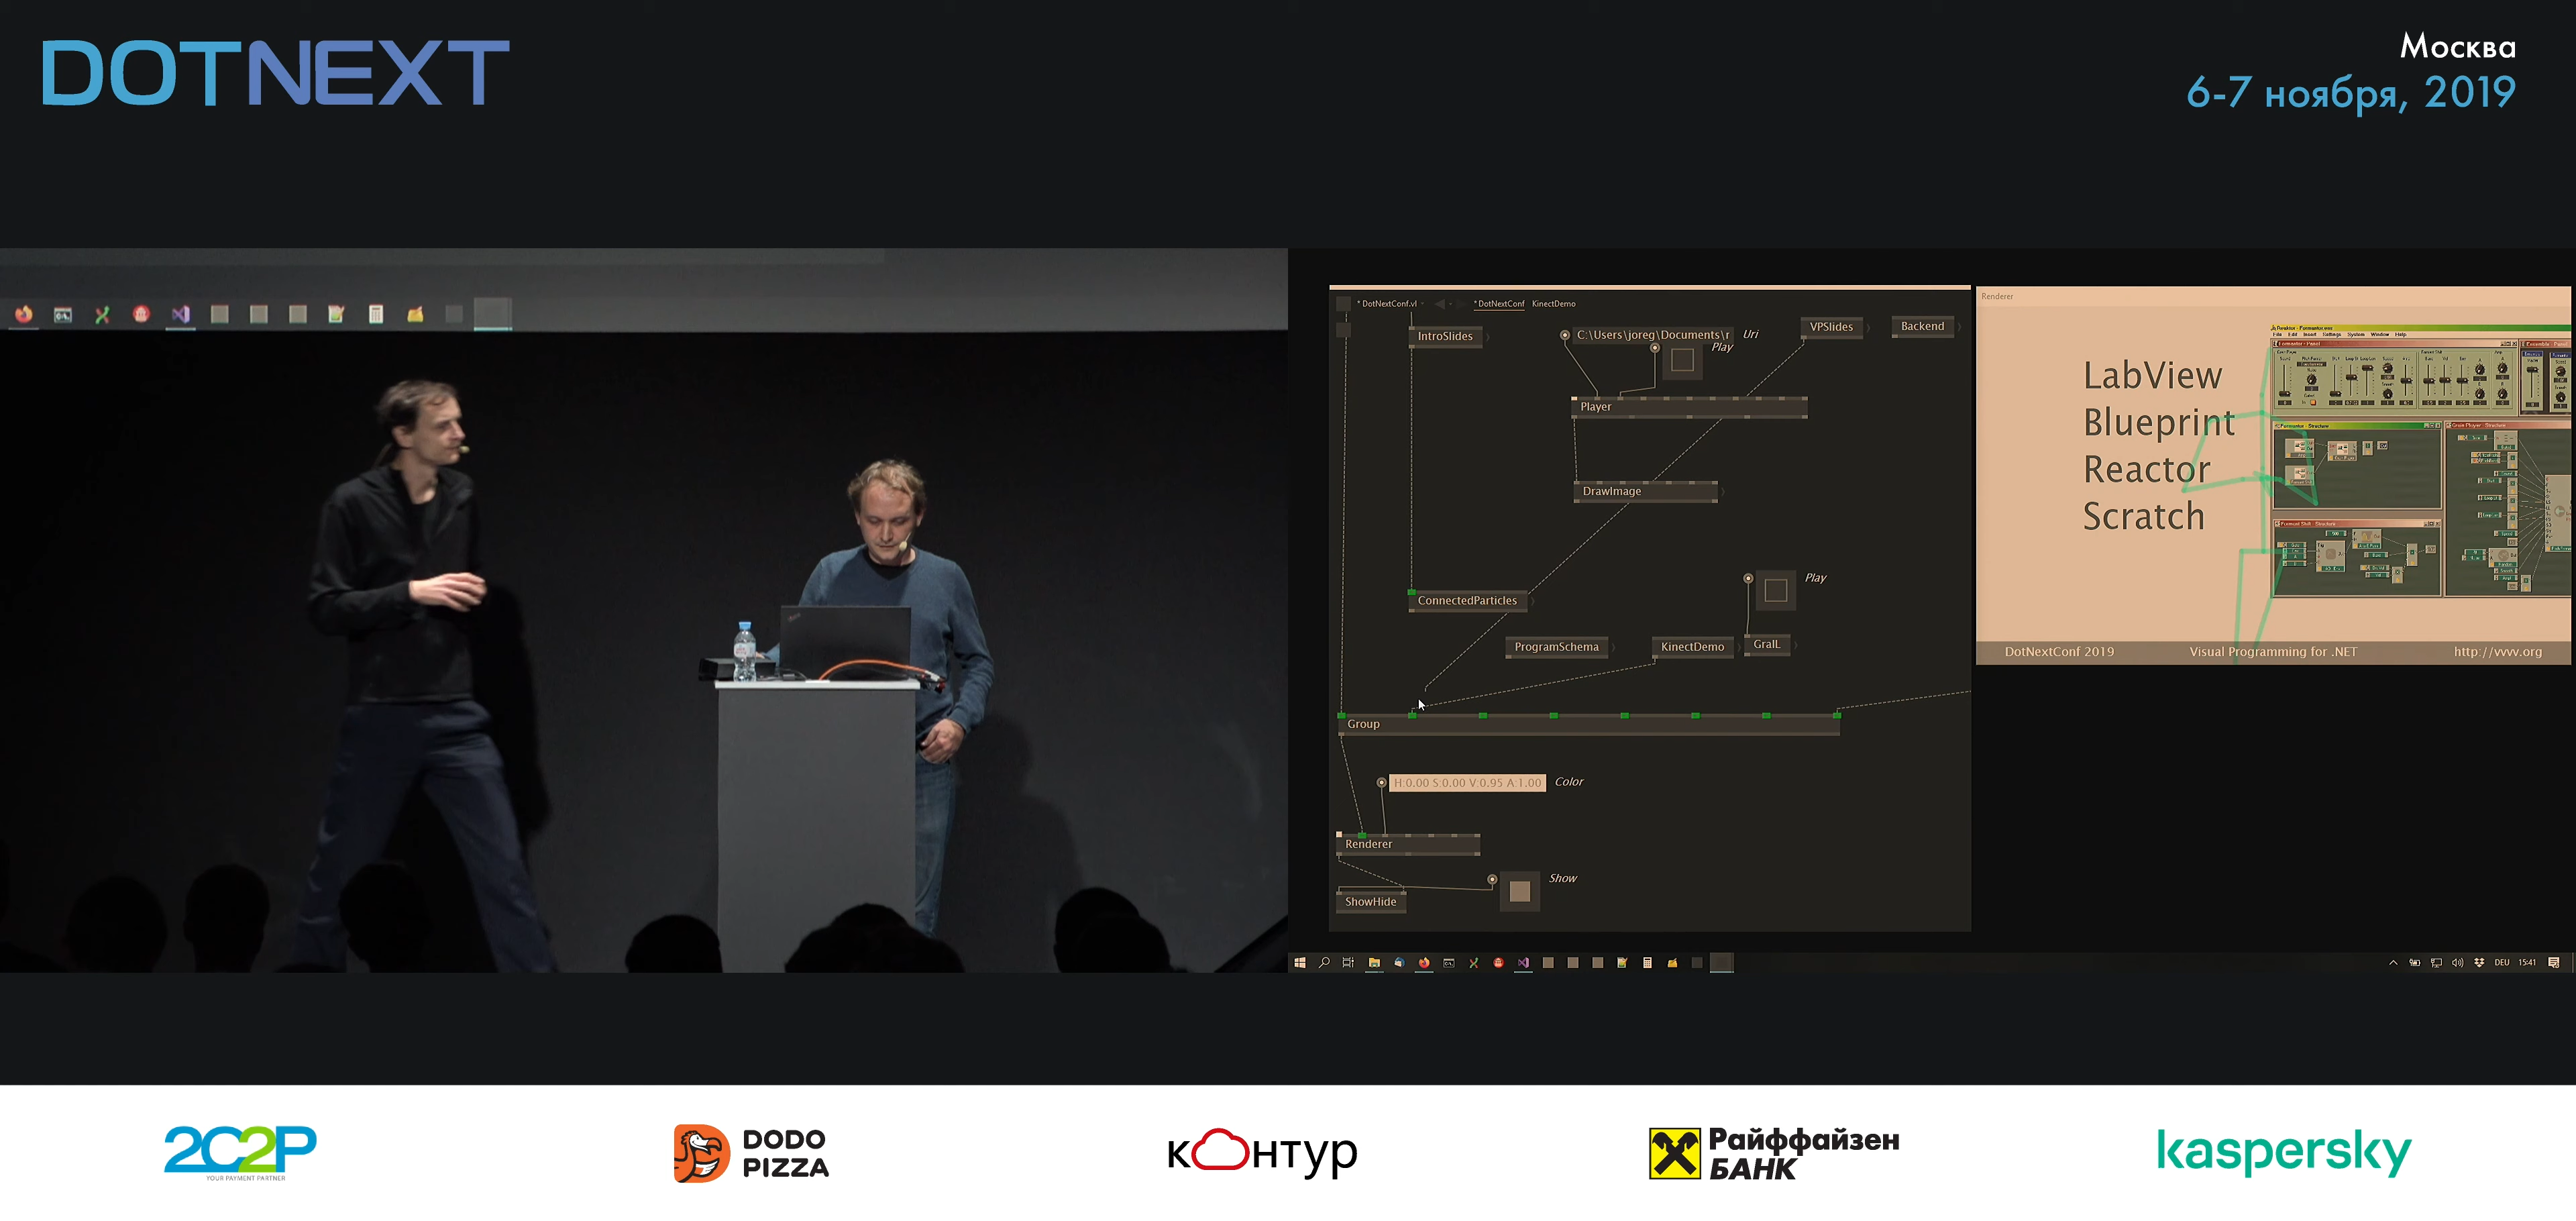 DOTNEXT
Москва
6-7 ноября, 2019
* DotNextConf.vl
* DotNextConf
KinectDemo
IntroSlides
C:\Users\joreg\Documents\r
Uri
Play
VPSlides
Backend
Player
DrawImage
ConnectedParticles
Play
ProgramSchema
KinectDemo
GralL
Group
H:0.00 S:0.00 V:0.95 A:1.00
Color
Renderer
Show
ShowHide
Renderer
LabView
Blueprint
Reactor
Scratch
DotNextConf 2019
Visual Programming for .NET
http://vvvv.org
DEU
15:41
2C2P
YOUR PAYMENT PARTNER
DODO
PIZZA
контур
Райффайзен
БАНК
kaspersky